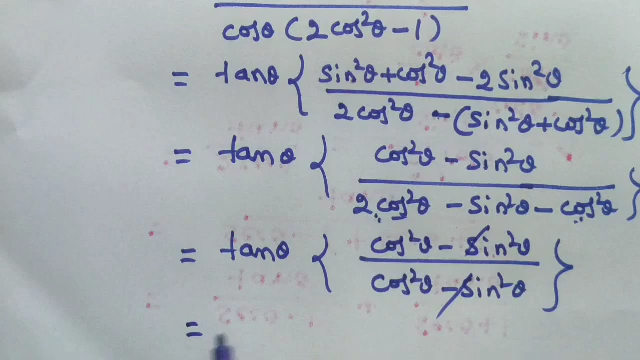 cosθ (2cos²θ - 1)
= tanθ { sin²θ + cos²θ - 2sin²θ / 2cos²θ - (sin²θ + cos²θ) }
= tanθ { cos²θ - sin²θ / 2cos²θ - sin²θ - cos²θ }
= tanθ { cos²θ - sin²θ / cos²θ - sin²θ }
=